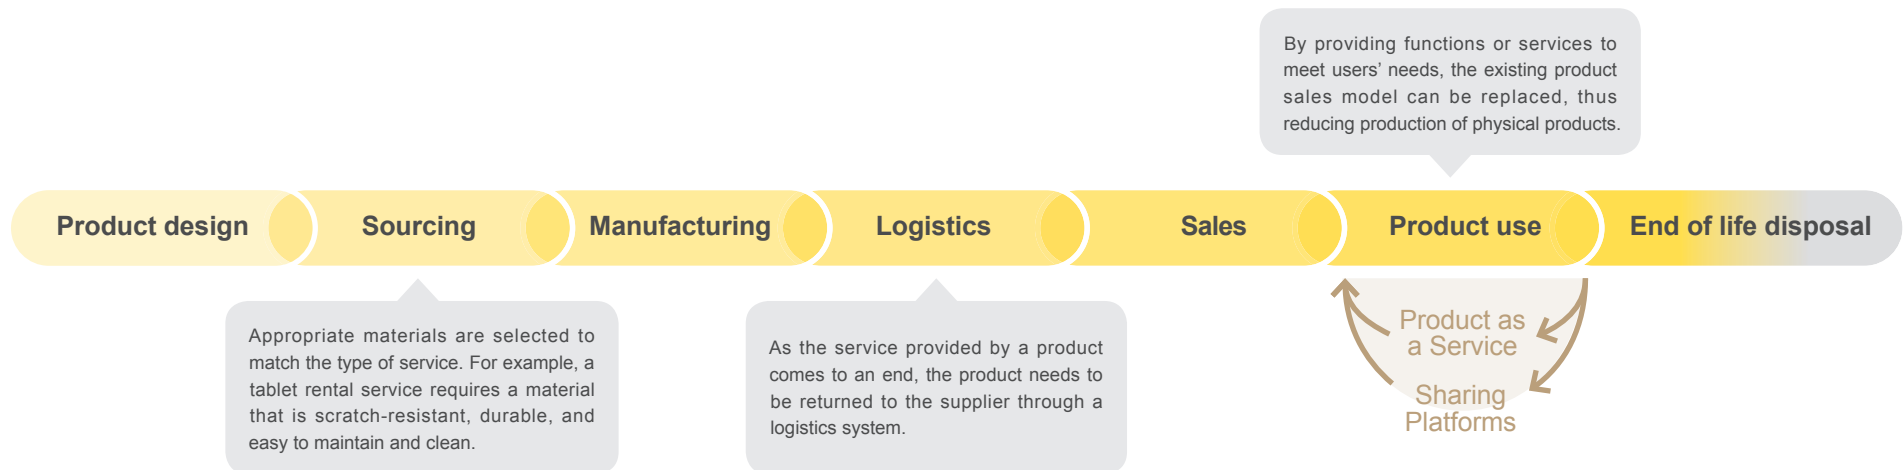 By providing functions or services to
meet users’ needs, the existing product
sales model can be replaced, thus
reducing production of physical products.
Product design
Sourcing
Manufacturing
Logistics
Sales
Product use
End of life disposal
Appropriate materials are selected to
match the type of service. For example, a
tablet rental service requires a material
that is scratch-resistant, durable, and
easy to maintain and clean.
As the service provided by a product
comes to an end, the product needs to
be returned to the supplier through a
logistics system.
Product as
a Service
Sharing
Platforms